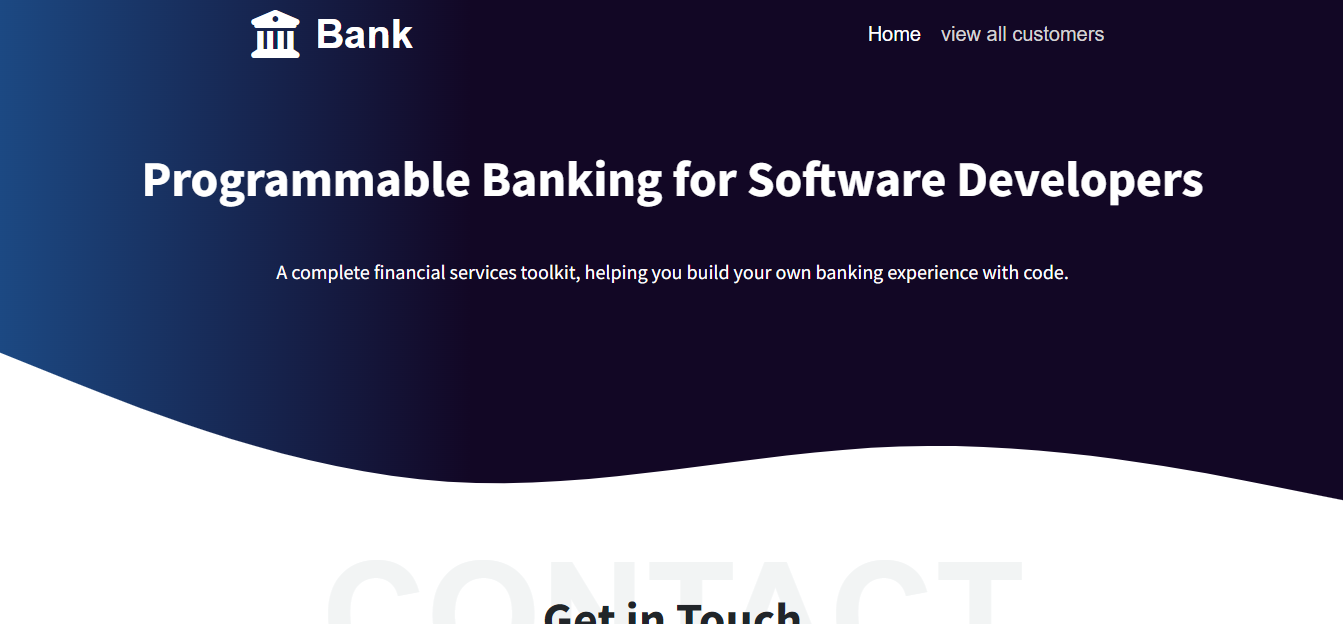 Bank
Home view all customers
Programmable Banking for Software Developers
A complete financial services toolkit, helping you build your own banking experience with code.
CONTACT
Get in Touch